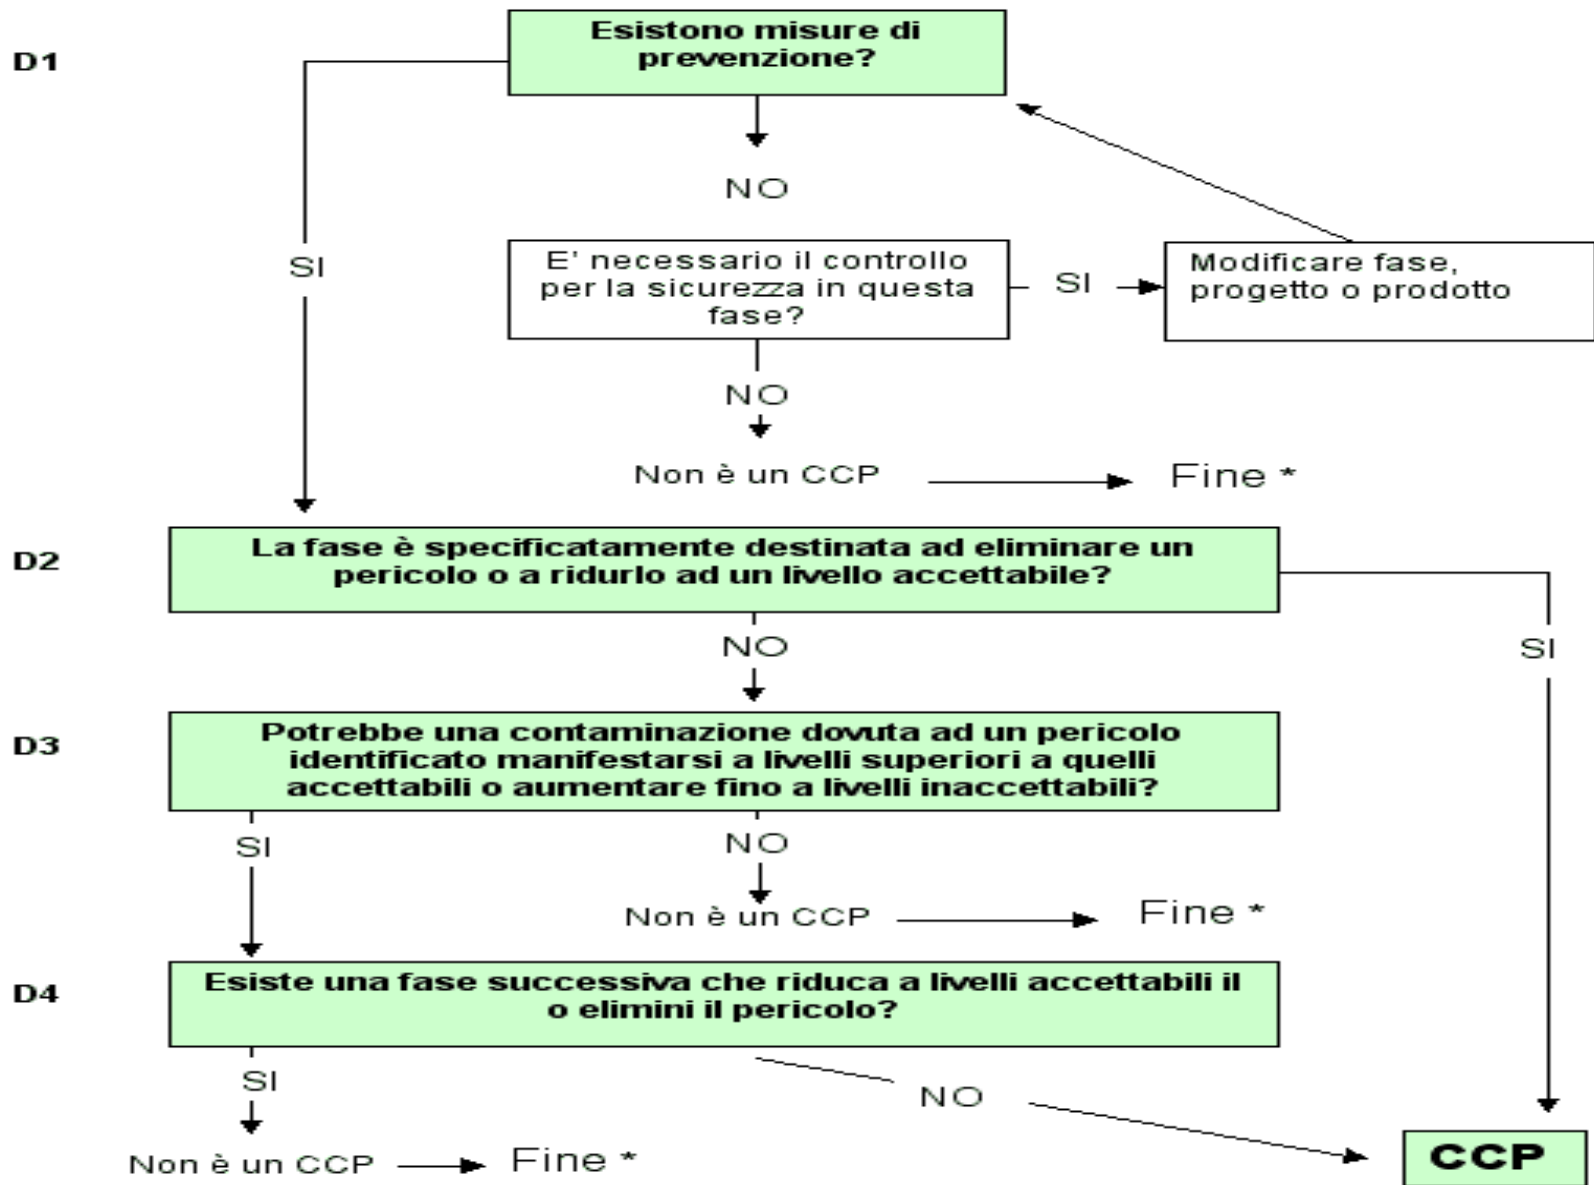 Esistono misure di
prevenzione?
D1
NO
SI
E' necessario il controllo
per la sicurezza in questa
fase?
SI
Modificare fase,
progetto o prodotto
NO
Non è un CCP
Fine *
D2
La fase è specificatamente destinata ad eliminare un
pericolo o a ridurlo ad un livello accettabile?
NO
SI
D3
Potrebbe una contaminazione dovuta ad un pericolo
identificato manifestarsi a livelli superiori a quelli
accettabili o aumentare fino a livelli inaccettabili?
SI
NO
Non è un CCP
Fine *
D4
Esiste una fase successiva che riduca a livelli accettabili il
o elimini il pericolo?
SI
NO
Non è un CCP
Fine *
CCP